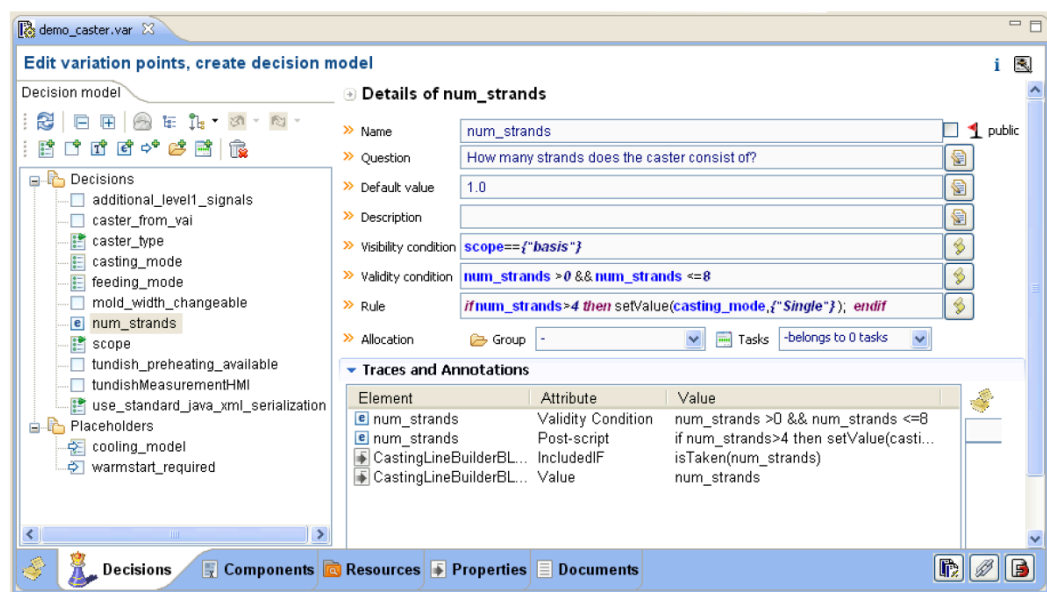 demo_caster.var
Edit variation points, create decision model
i
Decision model
Details of num_strands
Name
num_strands
public
Question
How many strands does the caster consist of?
Default value
1.0
Description
Visibility condition
scope=={"basis"}
Validity condition
num_strands >0 && num_strands <=8
Rule
if num_strands>4 then setValue(casting_mode,{"Single"}); endif
Allocation
Group
-
Tasks
-belongs to 0 tasks
Decisions
additional_level1_signals
caster_from_vai
caster_type
casting_mode
feeding_mode
mold_width_changeable
num_strands
scope
tundish_preheating_available
tundishMeasurementHMI
use_standard_java_xml_serialization
Placeholders
cooling_model
warmstart_required
Traces and Annotations
Element Attribute Value
num_strands Validity Condition num_strands >0 && num_strands <=8
num_strands Post-script if num_strands>4 then setValue(casti...
CastingLineBuilderBL... IncludedIF isTaken(num_strands)
CastingLineBuilderBL... Value num_strands
Decisions Components Resources Properties Documents